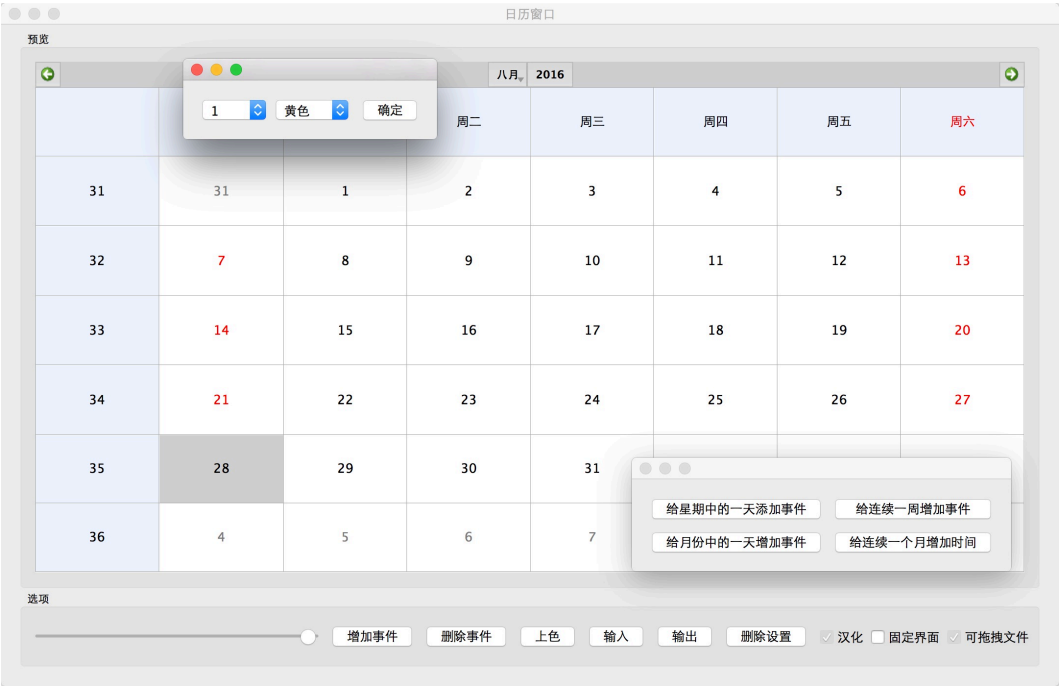 日历窗口
预览
八月 2016
1 黄色 确定
周二 周三 周四 周五 周六
31 31 1 2 3 4 5 6
32 7 8 9 10 11 12 13
33 14 15 16 17 18 19 20
34 21 22 23 24 25 26 27
35 28 29 30 31
给星期中的一天添加事件 给连续一周增加事件
36 4 5 6 7
给月份中的一天增加事件 给连续一个月增加时间
选项
增加事件 删除事件 上色 输入 输出 删除设置 汉化 固定界面 可拖拽文件